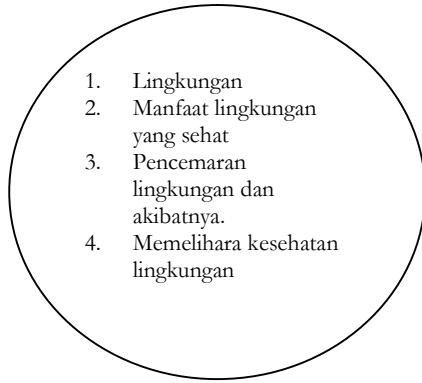 1. Lingkungan
2. Manfaat lingkungan
yang sehat
3. Pencemaran
lingkungan dan
akibatnya.
4. Memelihara kesehatan
lingkungan